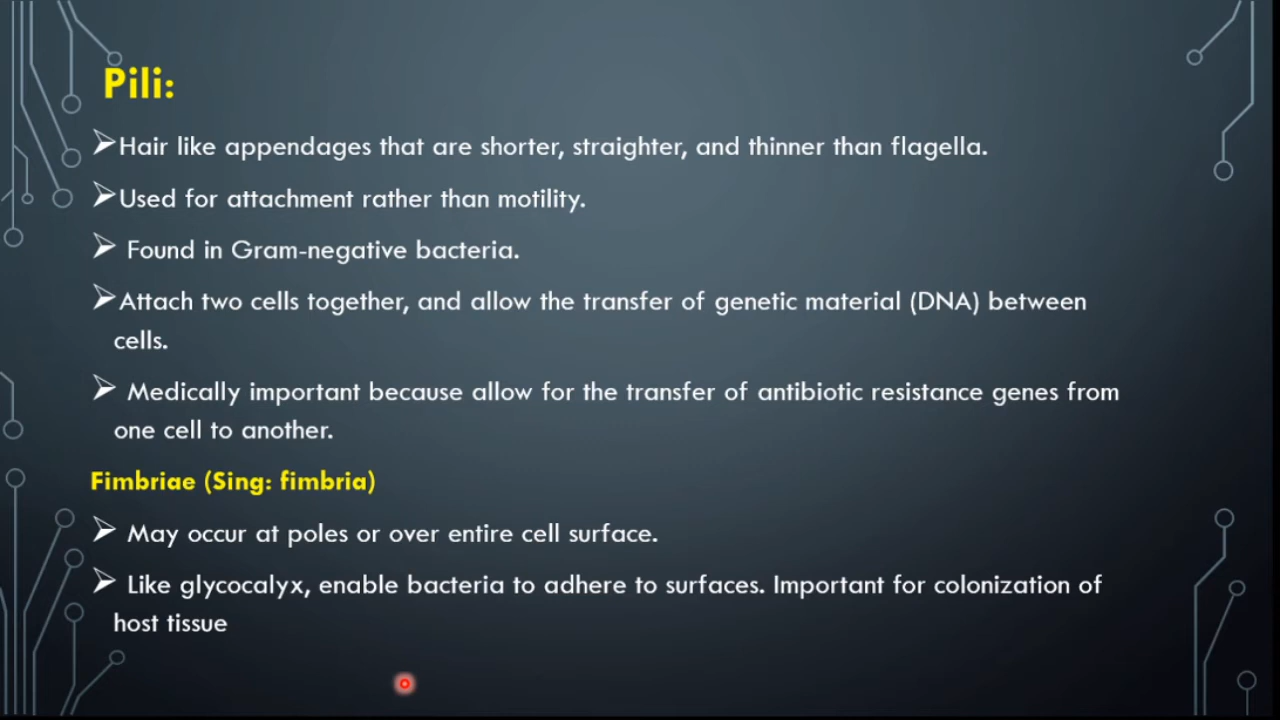 Pili:
➢Hair like appendages that are shorter, straighter, and thinner than flagella.
➢Used for attachment rather than motility.
➢ Found in Gram-negative bacteria.
➢Attach two cells together, and allow the transfer of genetic material (DNA) between
cells.
➢ Medically important because allow for the transfer of antibiotic resistance genes from
one cell to another.
Fimbriae (Sing: fimbria)
➢ May occur at poles or over entire cell surface.
➢ Like glycocalyx, enable bacteria to adhere to surfaces. Important for colonization of
host tissue